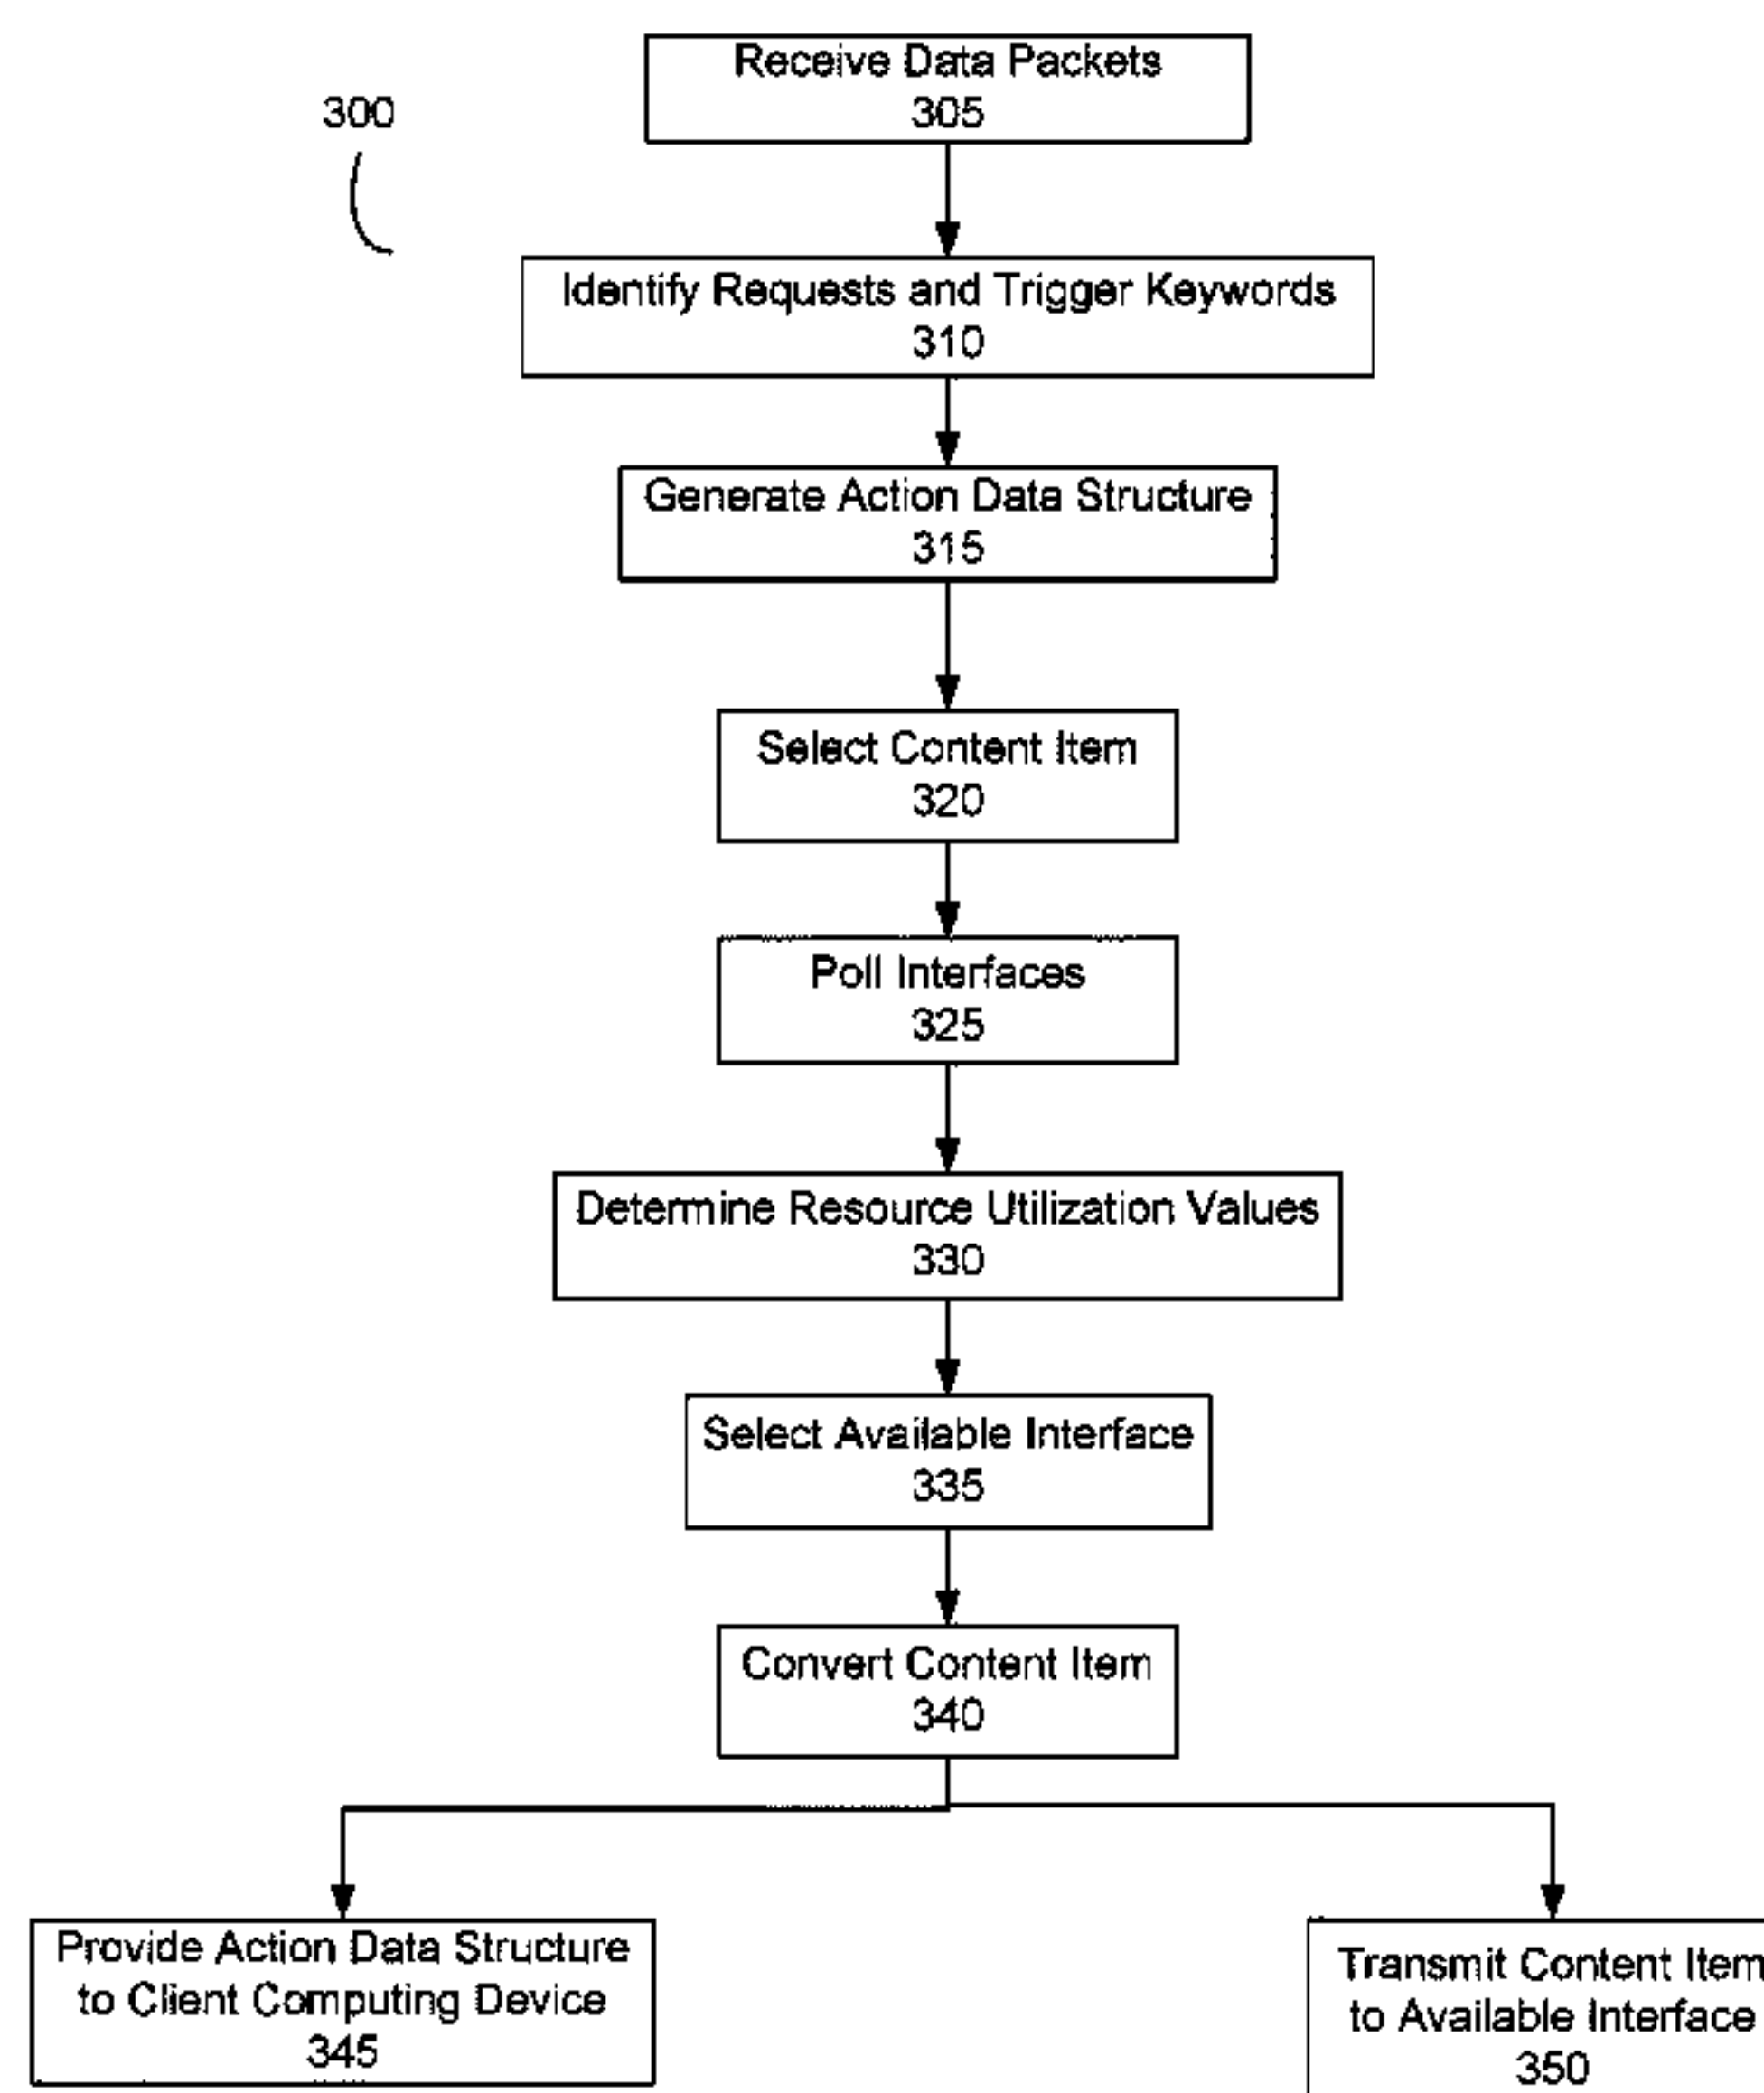 Receive Data Packets
305
300
Identify Requests and Trigger Keywords
310
Generate Action Data Structure
315
Select Content Item
320
Poll Interfaces
325
Determine Resource Utilization Values
330
Select Available Interface
335
Convert Content Item
340
Provide Action Data Structure
to Client Computing Device
345
Transmit Content Item
to Available Interface
350